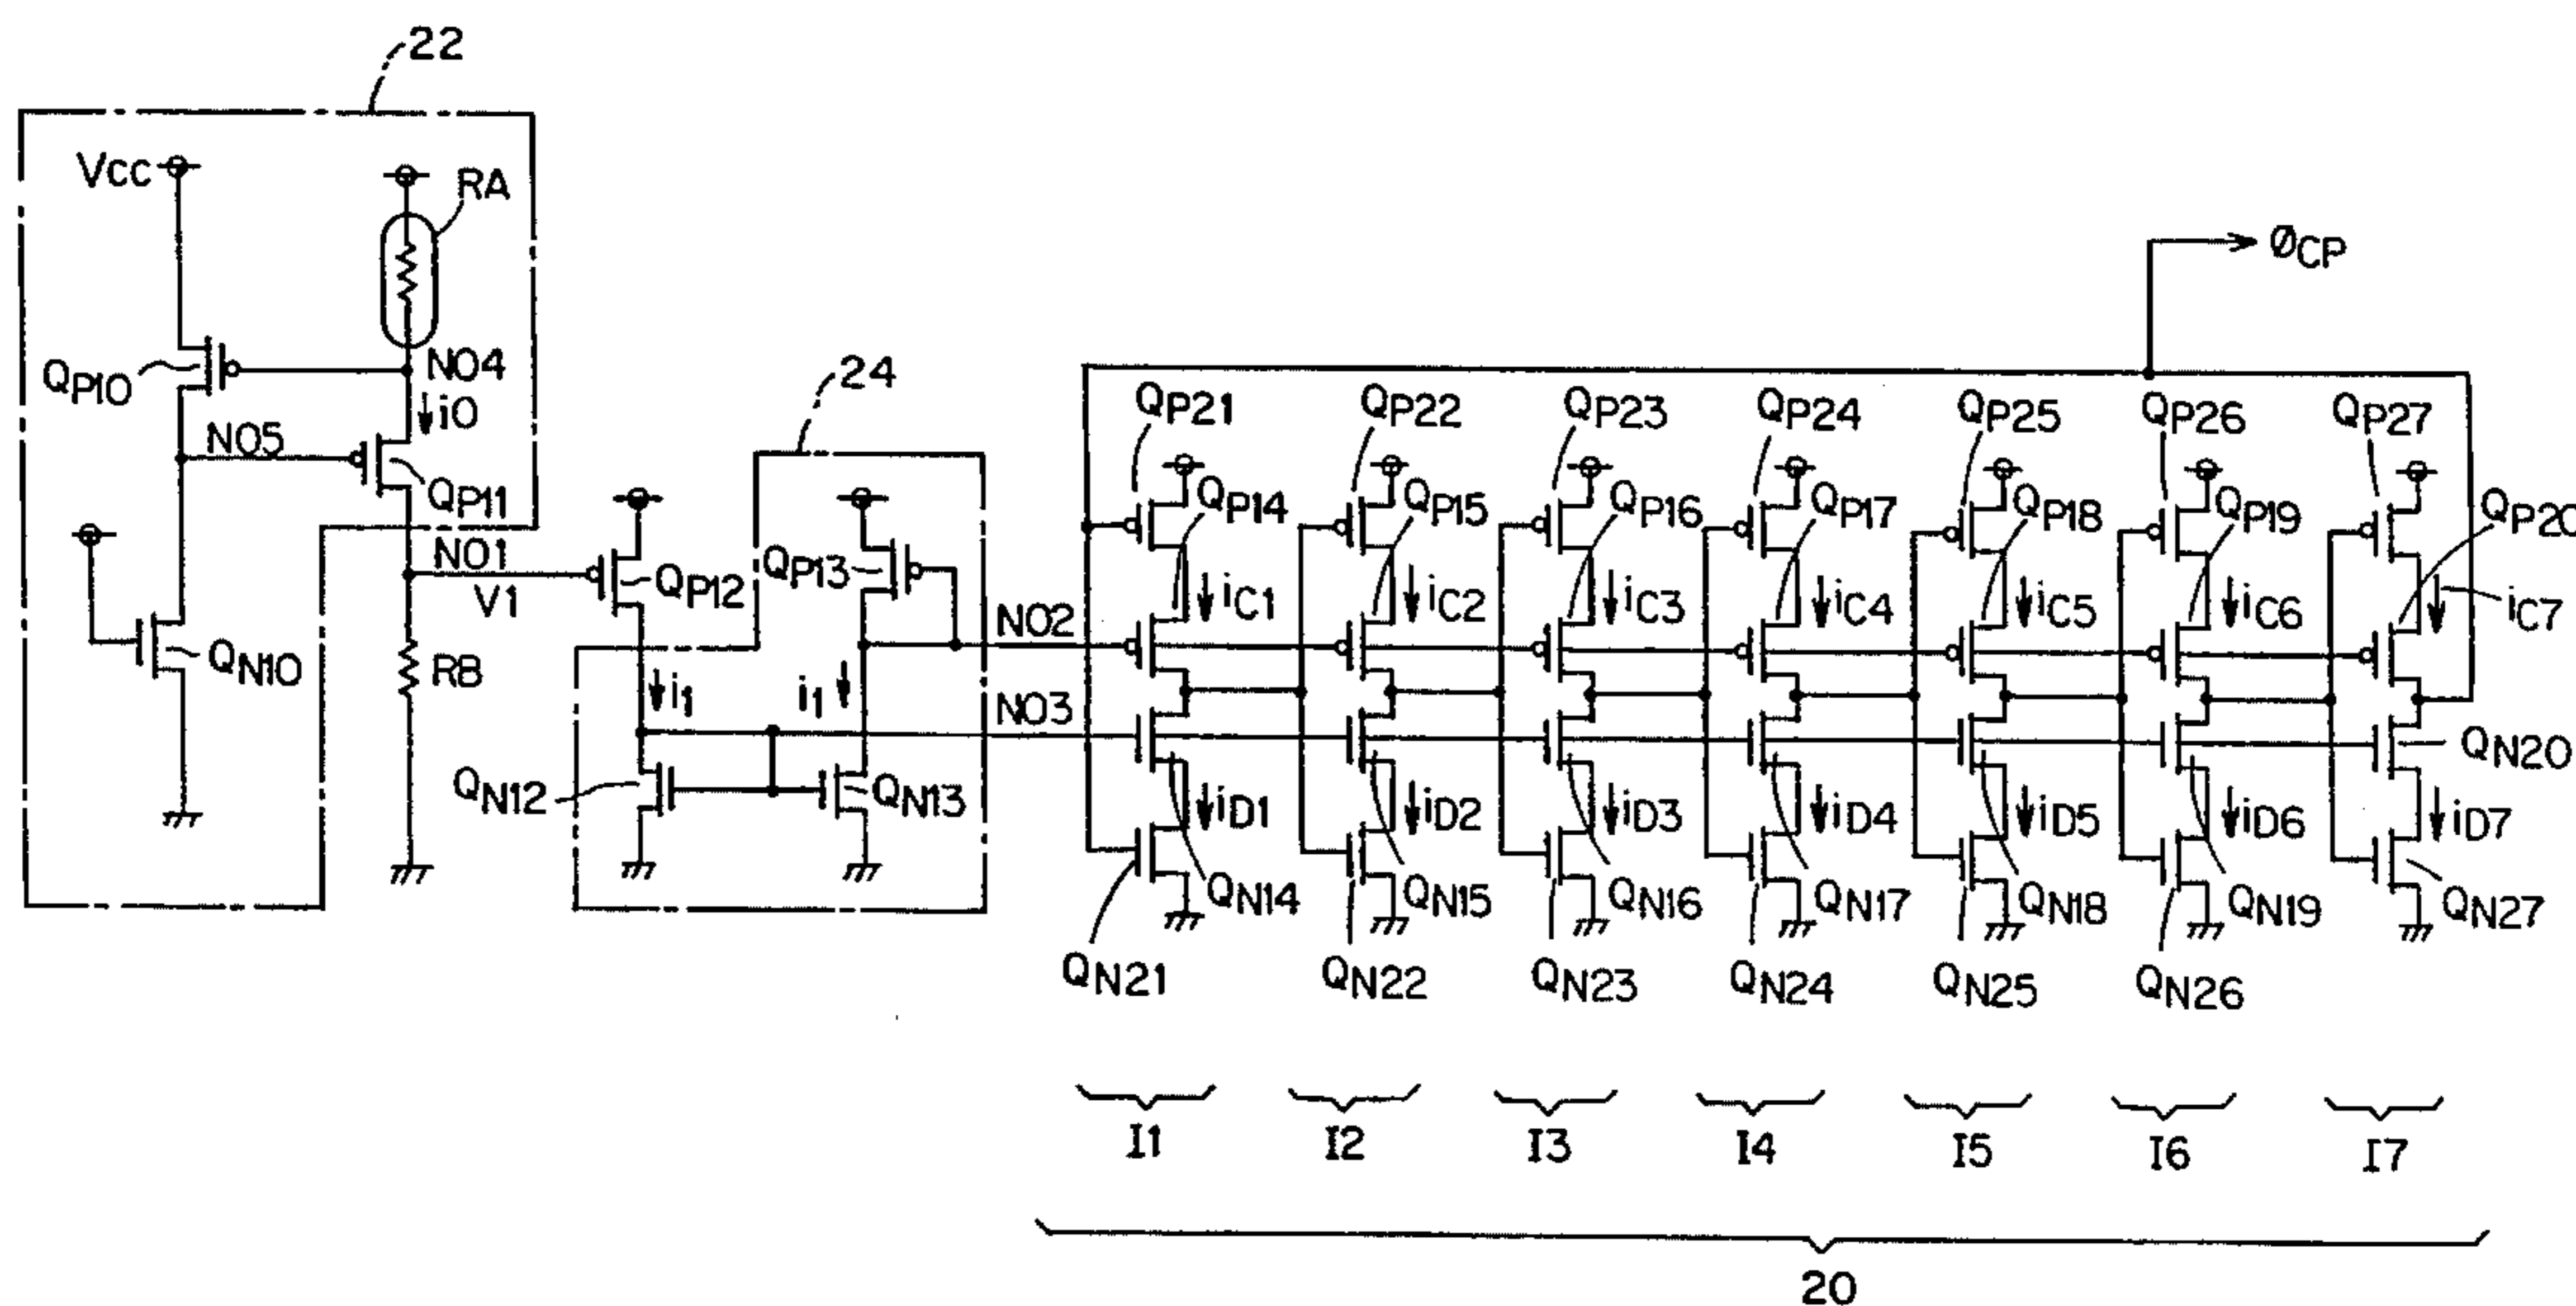 22
VCC
RA
NO4
QP10
i0
NO5
QP11
NO1
V1
QN10
RB
24
QP12
QP13
i1
i1
QN12
QN13
NO2
NO3
ØCP
QP21
QP22
QP23
QP24
QP25
QP26
QP27
QP14
QP15
QP16
QP17
QP18
QP19
QP20
iC1
iC2
iC3
iC4
iC5
iC6
iC7
QN20
iD1
iD2
iD3
iD4
iD5
iD6
iD7
QN14
QN15
QN16
QN17
QN18
QN19
QN27
QN21
QN22
QN23
QN24
QN25
QN26
I1
I2
I3
I4
I5
I6
I7
20